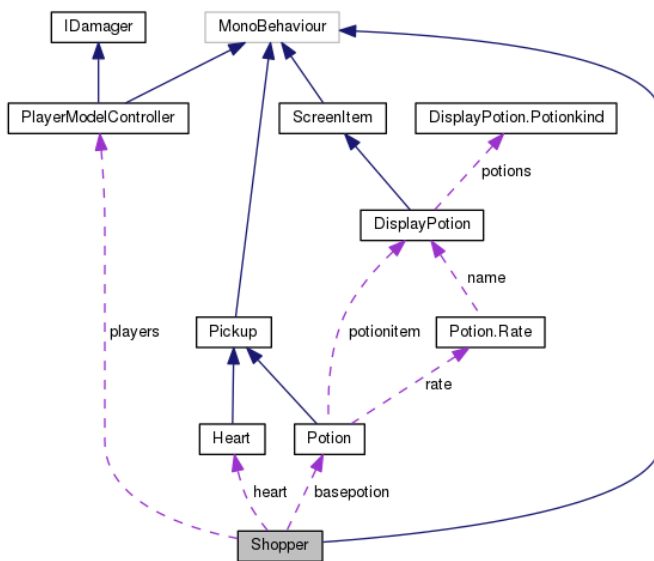 IDamager
MonoBehaviour
PlayerModelController
ScreenItem
DisplayPotion.Potionkind
potions
DisplayPotion
name
players
Pickup
potionitem
Potion.Rate
rate
Heart
Potion
heart
basepotion
Shopper